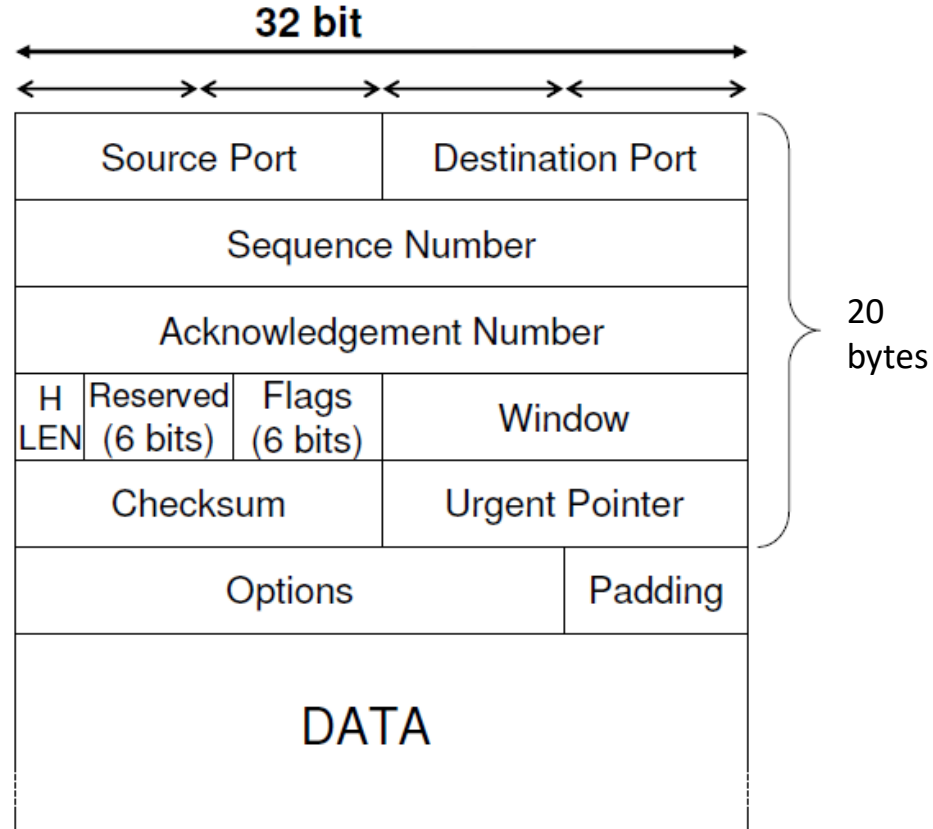 32 bit
Source Port
Destination Port
Sequence Number
Acknowledgement Number
H
LEN
Reserved
(6 bits)
Flags
(6 bits)
Window
Checksum
Urgent Pointer
20
bytes
Options
Padding
DATA